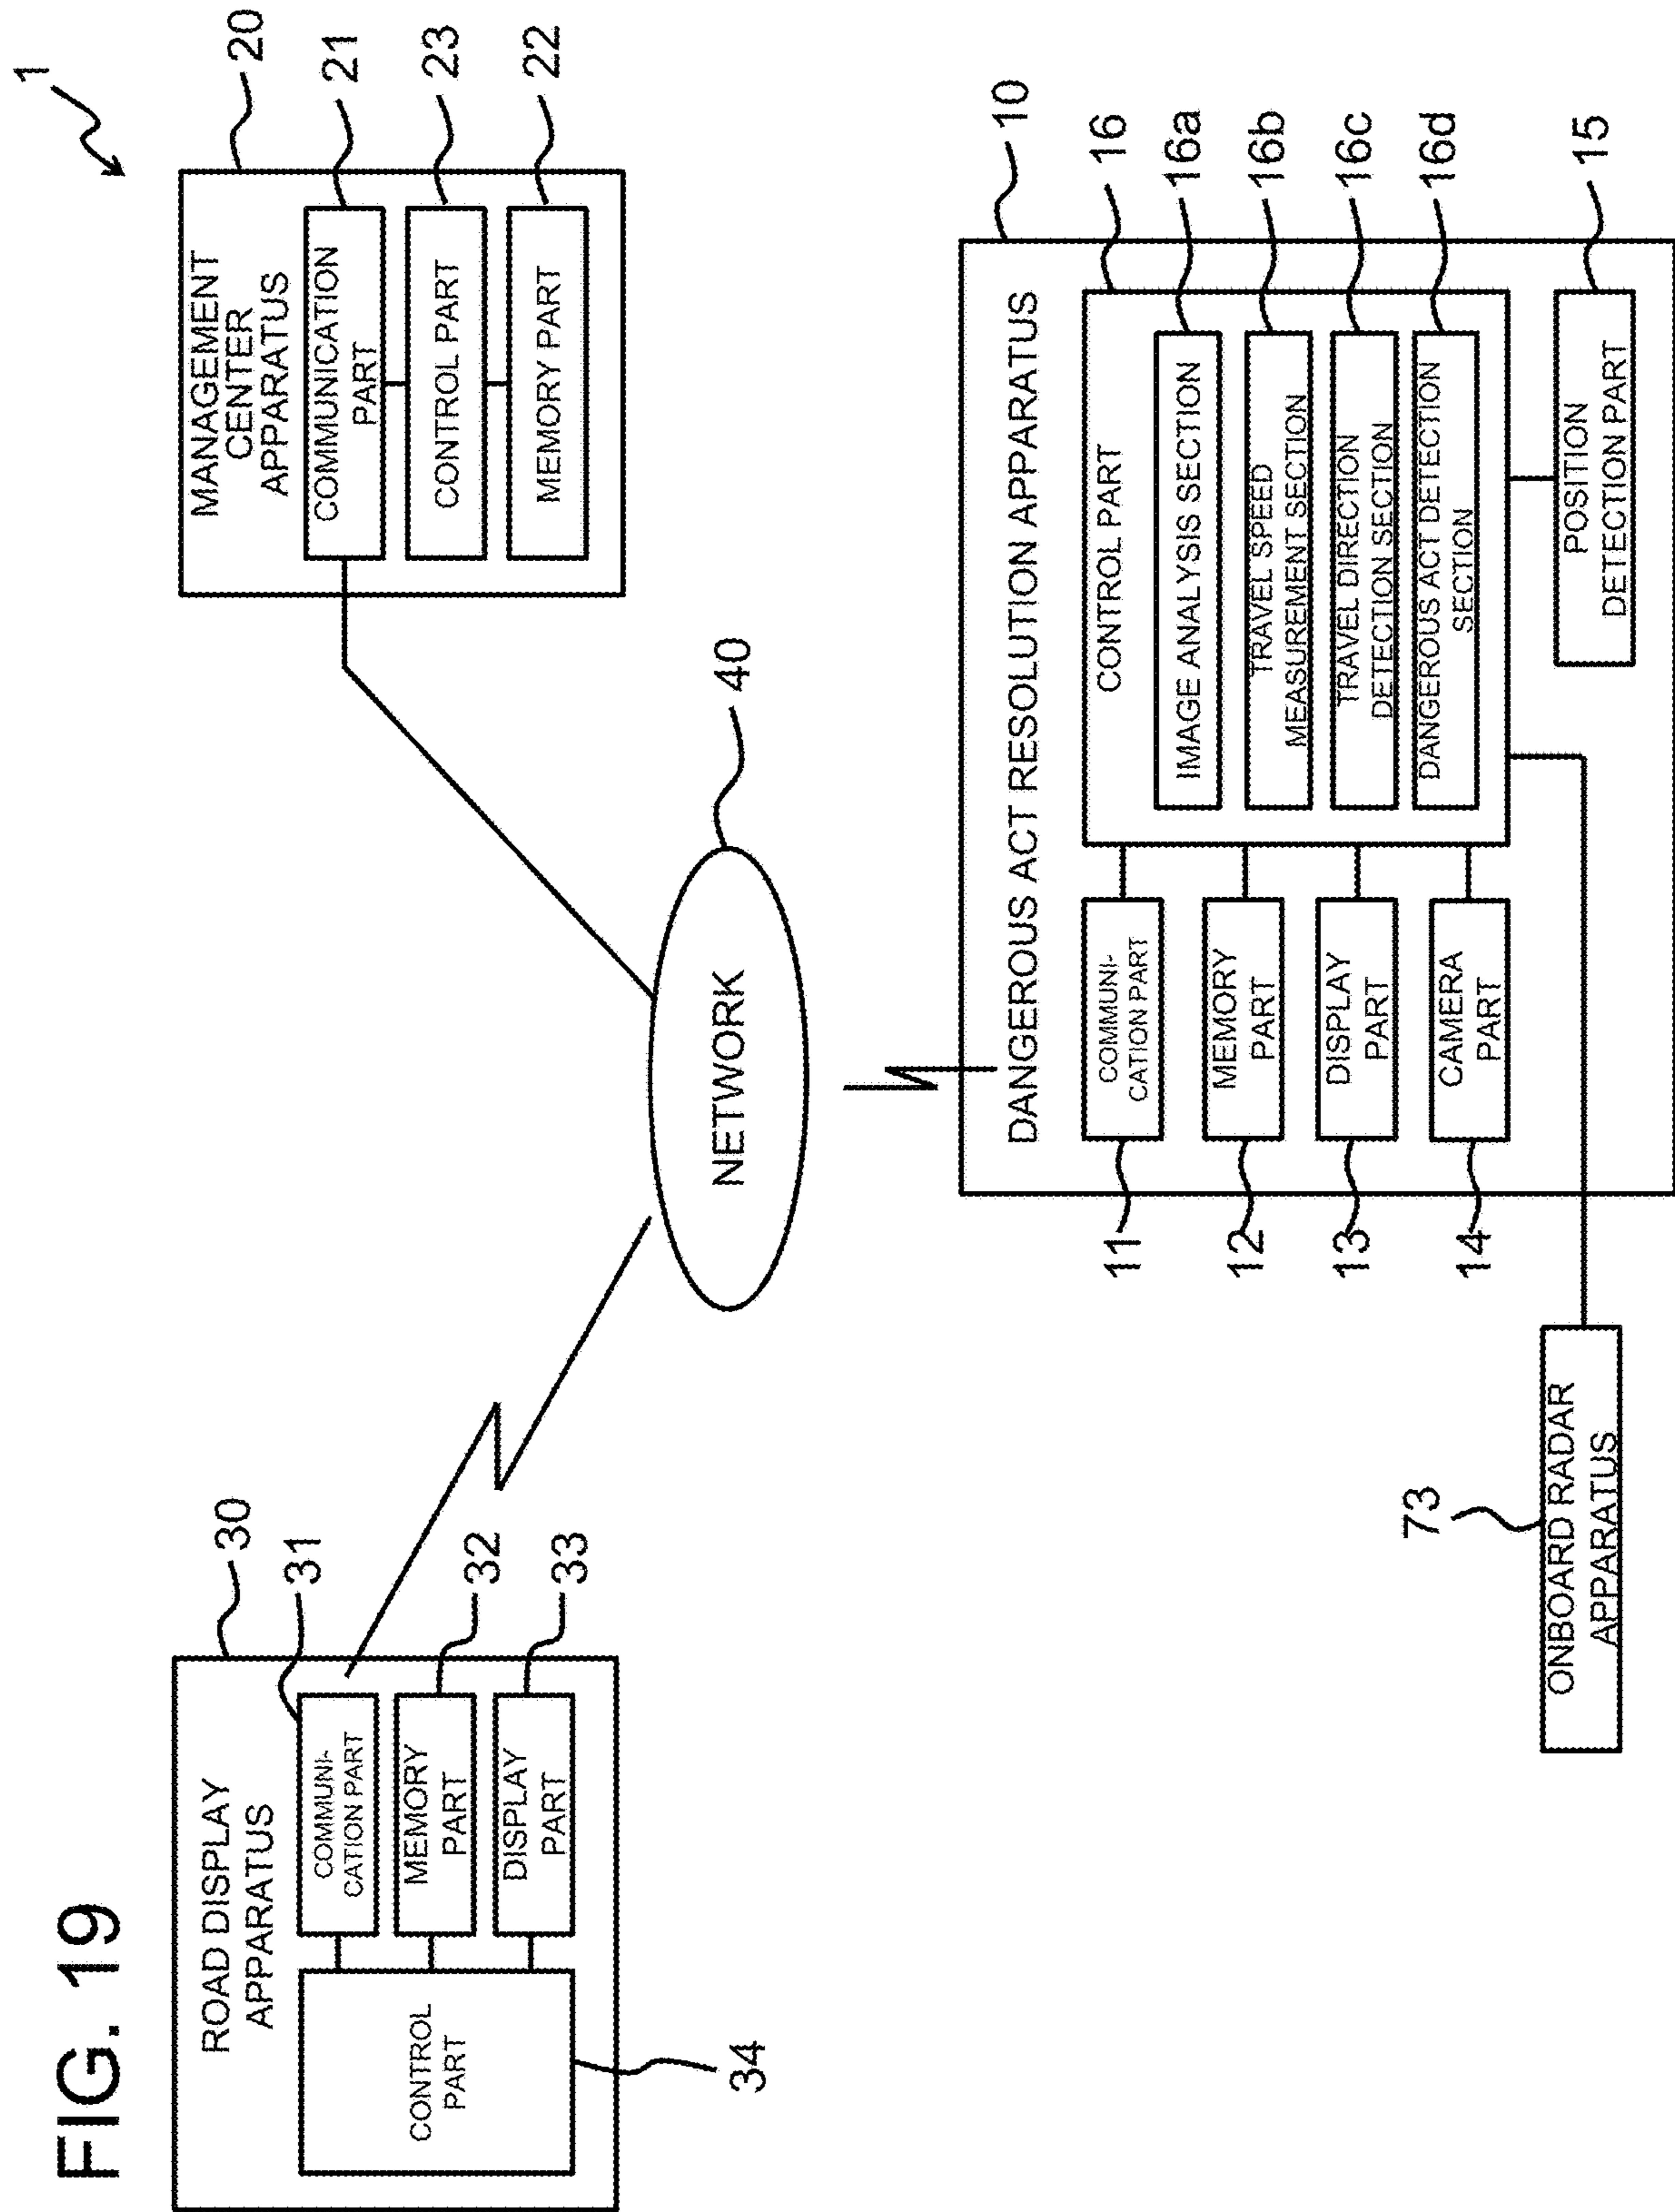 FIG. 19
1
ROAD DISPLAY
APPARATUS
30
31
COMMUNI-
CATION PART
32
MEMORY
PART
33
DISPLAY
PART
CONTROL
PART
34
MANAGEMENT
CENTER
APPARATUS
20
COMMUNICATION
PART
21
CONTROL PART
23
MEMORY PART
22
NETWORK
40
DANGEROUS ACT RESOLUTION APPARATUS
10
COMMUNI-
CATION PART
11
MEMORY
PART
12
DISPLAY
PART
13
CAMERA
PART
14
CONTROL PART
16
IMAGE ANALYSIS SECTION
16a
TRAVEL SPEED
MEASUREMENT SECTION
16b
TRAVEL DIRECTION
DETECTION SECTION
16c
DANGEROUS ACT DETECTION
SECTION
16d
POSITION
DETECTION PART
15
73
ONBOARD RADAR
APPARATUS